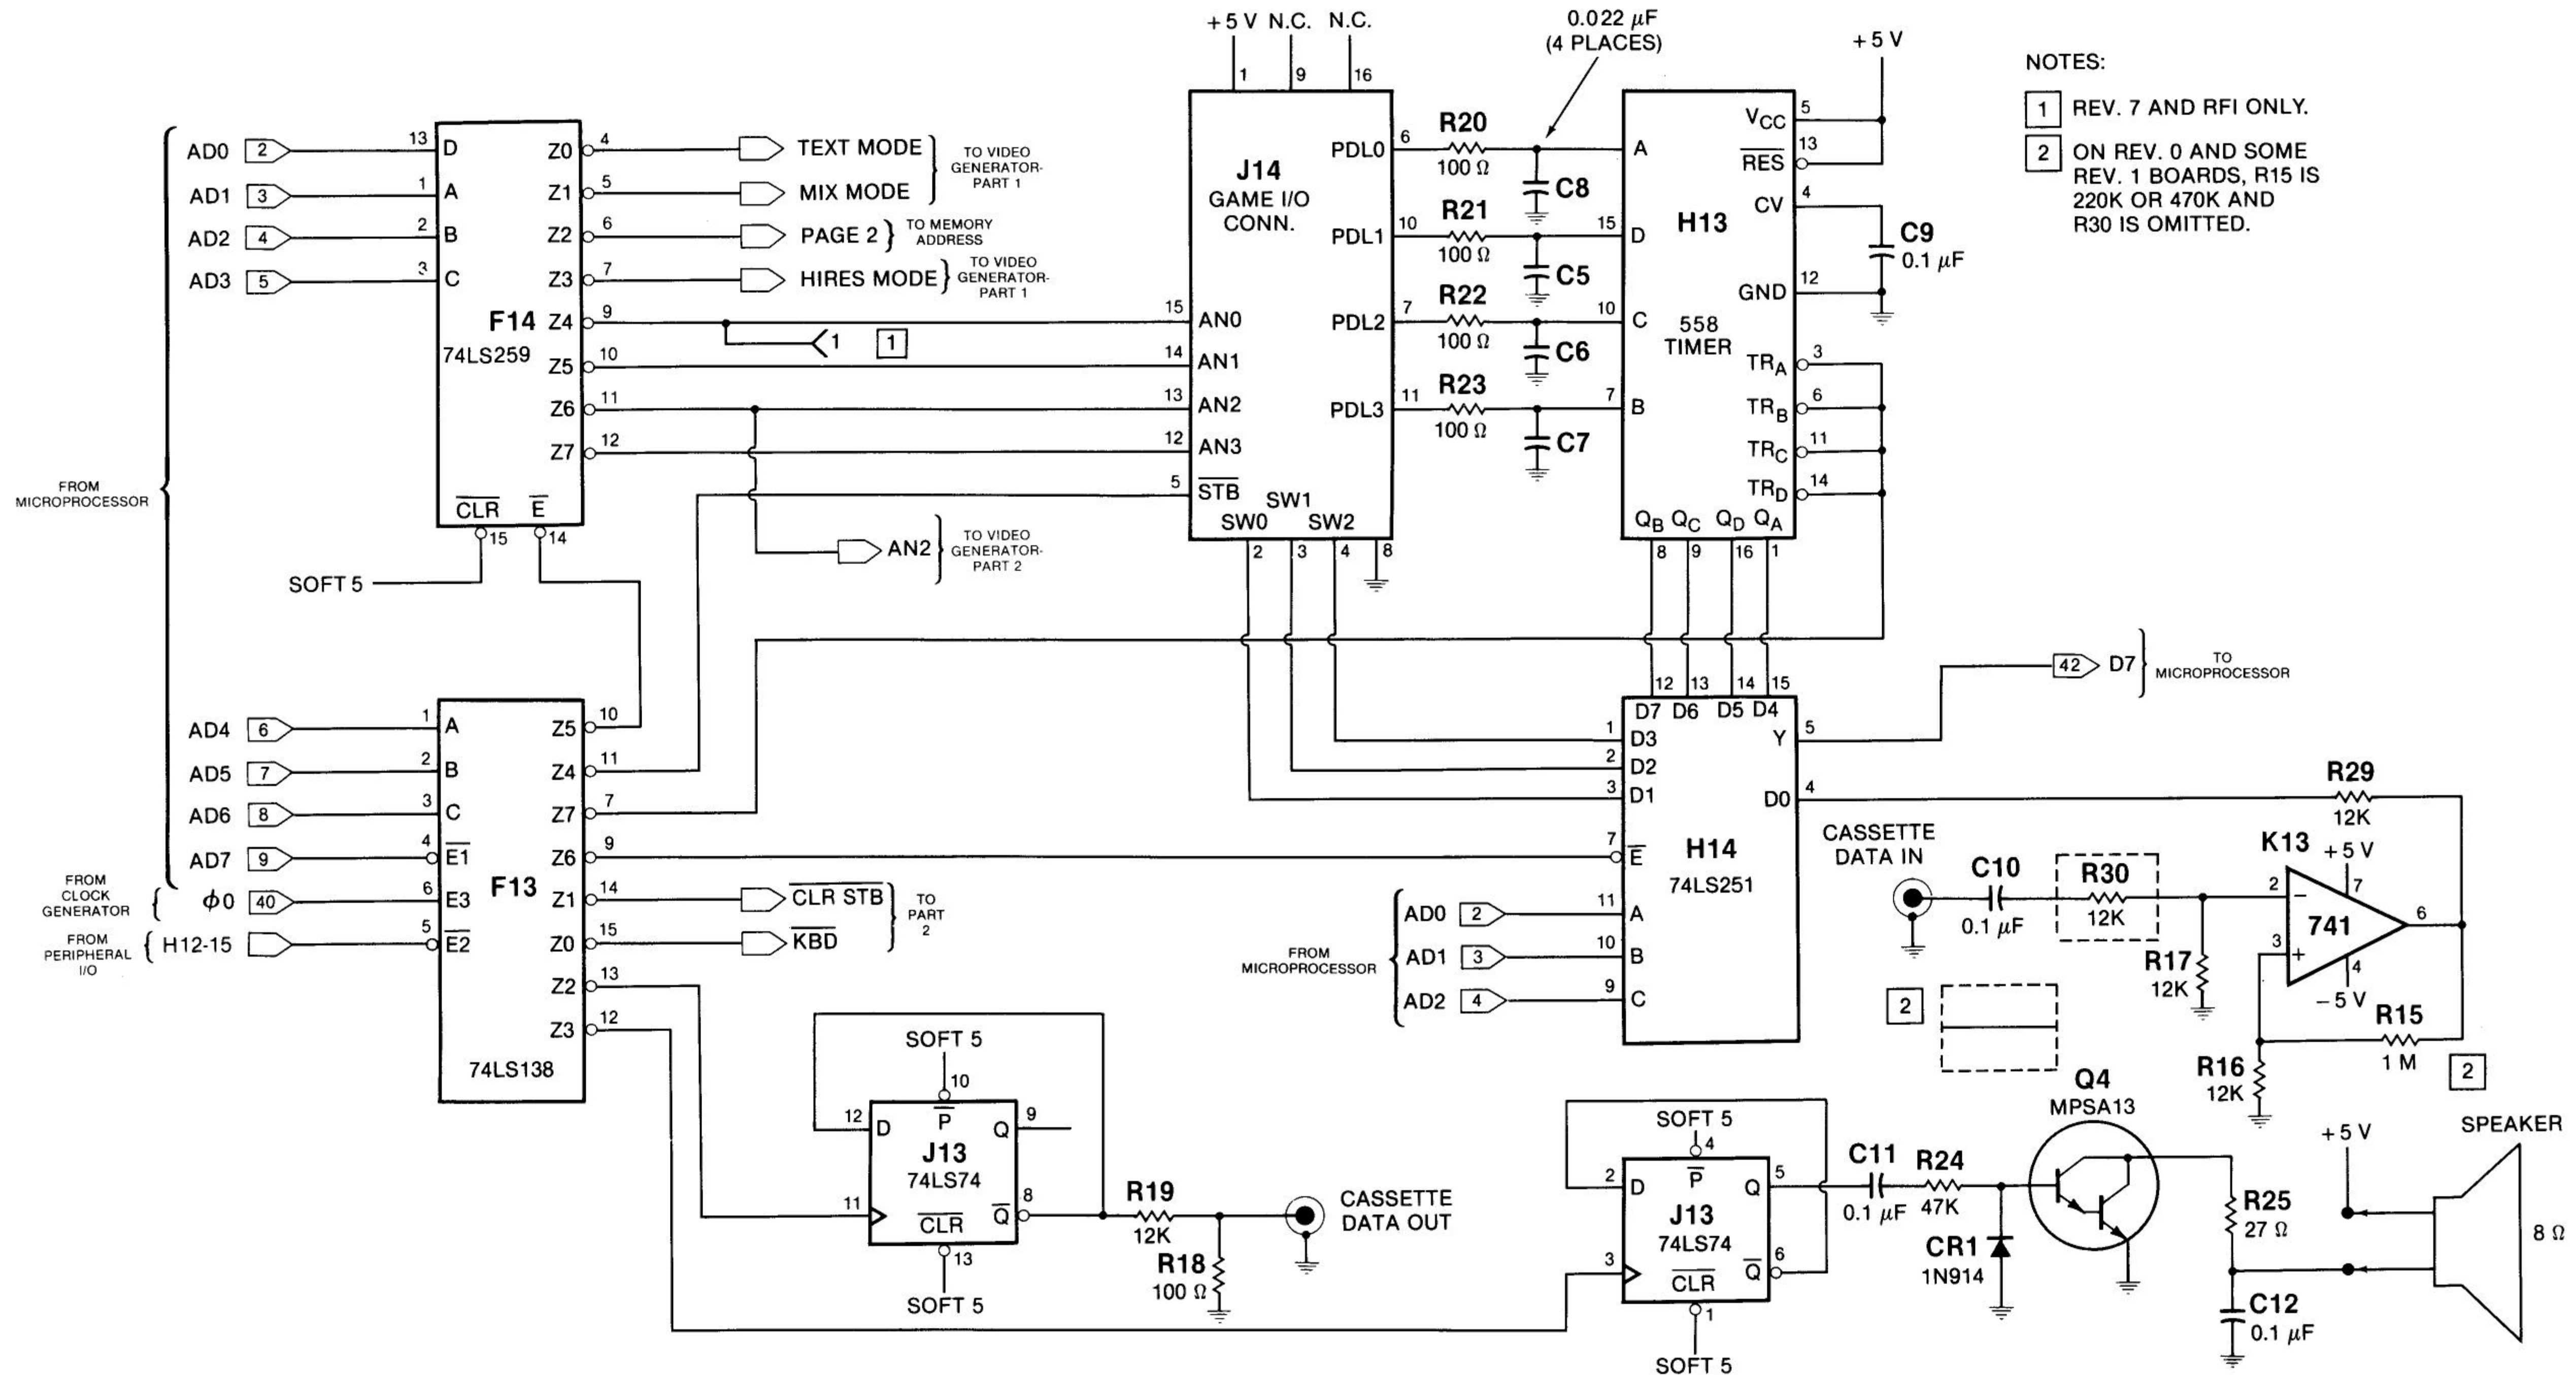 +5 V N.C. N.C.
1 9 16
0.022 µF
(4 PLACES)
+5 V
NOTES:
1 REV. 7 AND RFI ONLY.
2 ON REV. 0 AND SOME
REV. 1 BOARDS, R15 IS
220K OR 470K AND
R30 IS OMITTED.
FROM
MICROPROCESSOR
AD0 2 13 D
AD1 3 1 A
AD2 4 2 B
AD3 5 3 C
F14
74LS259
Z0 4 TEXT MODE
Z1 5 MIX MODE
TO VIDEO
GENERATOR-
PART 1
Z2 6 PAGE 2
TO MEMORY
ADDRESS
Z3 7 HIRES MODE
TO VIDEO
GENERATOR-
PART 1
Z4 9
1 1
Z5 10
Z6 11
Z7 12
CLR E
15 14
SOFT 5
AN2
TO VIDEO
GENERATOR-
PART 2
J14
GAME I/O
CONN.
15 AN0
14 AN1
13 AN2
12 AN3
5 STB
SW0 SW1 SW2
2 3 4 8
PDL0 6
PDL1 10
PDL2 7
PDL3 11
R20
100 Ω
C8
R21
100 Ω
C5
R22
100 Ω
C6
R23
100 Ω
C7
H13
558
TIMER
A
15 D
10 C
7 B
VCC 5
RES 13
CV 4
C9
0.1 µF
GND 12
TRA 3
TRB 6
TRC 11
TRD 14
QB QC QD QA
8 9 16 1
AD4 6 1 A
AD5 7 2 B
AD6 8 3 C
AD7 9 4 E1
FROM
CLOCK
GENERATOR
ϕ0 40 6 E3
FROM
PERIPHERAL
I/O
H12-15 5 E2
F13
74LS138
Z5 10
Z4 11
Z7 7
Z6 9
Z1 14 CLR STB
Z0 15 KBD
TO
PART
2
Z2 13
Z3 12
12 13 14 15
D7 D6 D5 D4
1 D3
2 D2
3 D1
7 E
H14
74LS251
Y 5
D0 4
42 D7
TO
MICROPROCESSOR
FROM
MICROPROCESSOR
AD0 2 11 A
AD1 3 10 B
AD2 4 9 C
CASSETTE
DATA IN
C10
0.1 µF
R30
12K
R17
12K
K13
741
+5 V
7
2 −
3 +
4
−5 V
6
R29
12K
R15
1 M
2
R16
12K
2
SOFT 5
10
12 D P Q 9
J13
74LS74
11 CLR Q 8
13
SOFT 5
R19
12K
R18
100 Ω
CASSETTE
DATA OUT
SOFT 5
4
2 D P Q 5
J13
74LS74
3 CLR Q 6
1
SOFT 5
C11
0.1 µF
R24
47K
CR1
1N914
Q4
MPSA13
R25
27 Ω
C12
0.1 µF
+5 V
SPEAKER
8 Ω